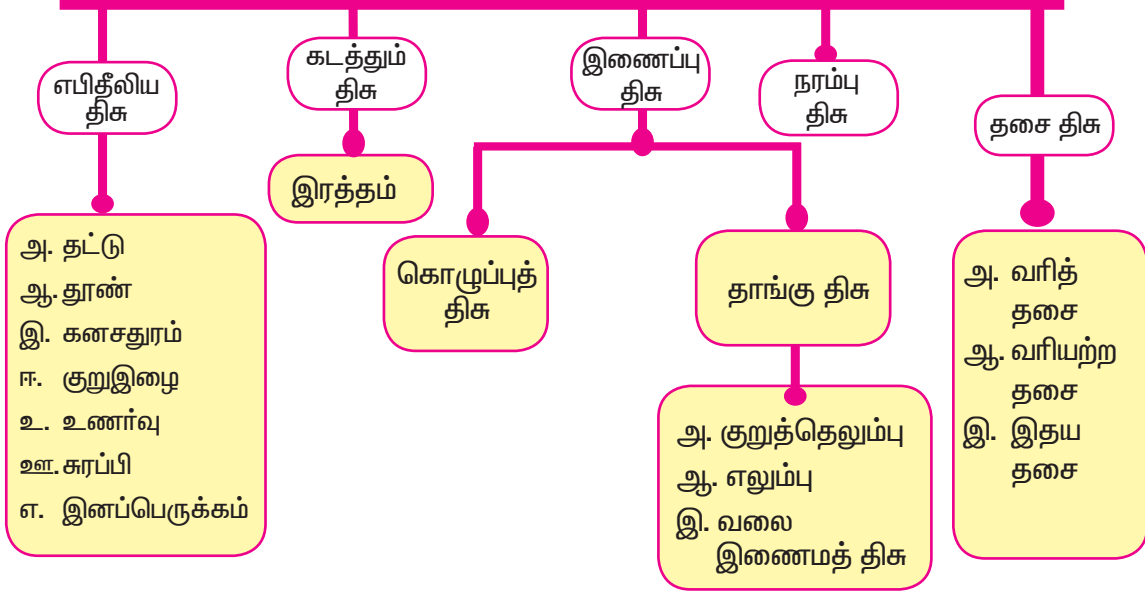 எபிதீலிய
திசு
கடத்தும்
திசு
இணைப்பு
திசு
நரம்பு
திசு
தசை திசு
இரத்தம்
அ. தட்டு
ஆ. தூண்
இ. கனசதுரம்
ஈ. குறுஇழை
உ. உணர்வு
ஊ. சுரப்பி
எ. இனப்பெருக்கம்
கொழுப்புத்
திசு
தாங்கு திசு
அ. குறுத்தெலும்பு
ஆ. எலும்பு
இ. வலை
இணைமத் திசு
அ. வரித்
தசை
ஆ. வரியற்ற
தசை
இ. இதய
தசை